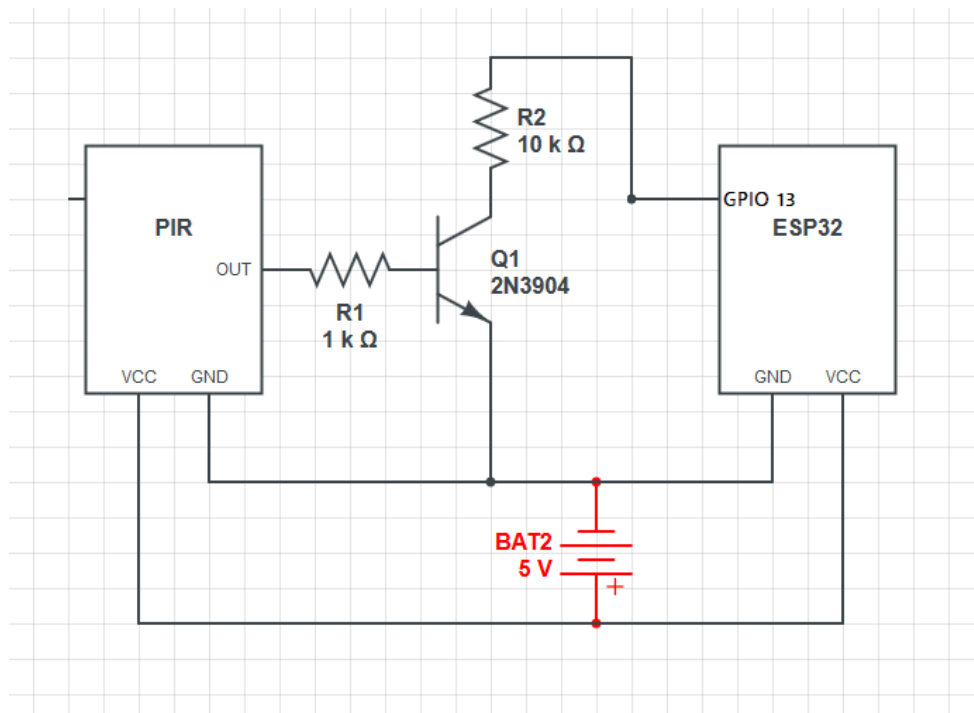 R2
10 k Ω
GPIO 13
PIR
ESP32
OUT
Q1
2N3904
R1
1 k Ω
VCC GND
GND VCC
BAT2
5 V
+